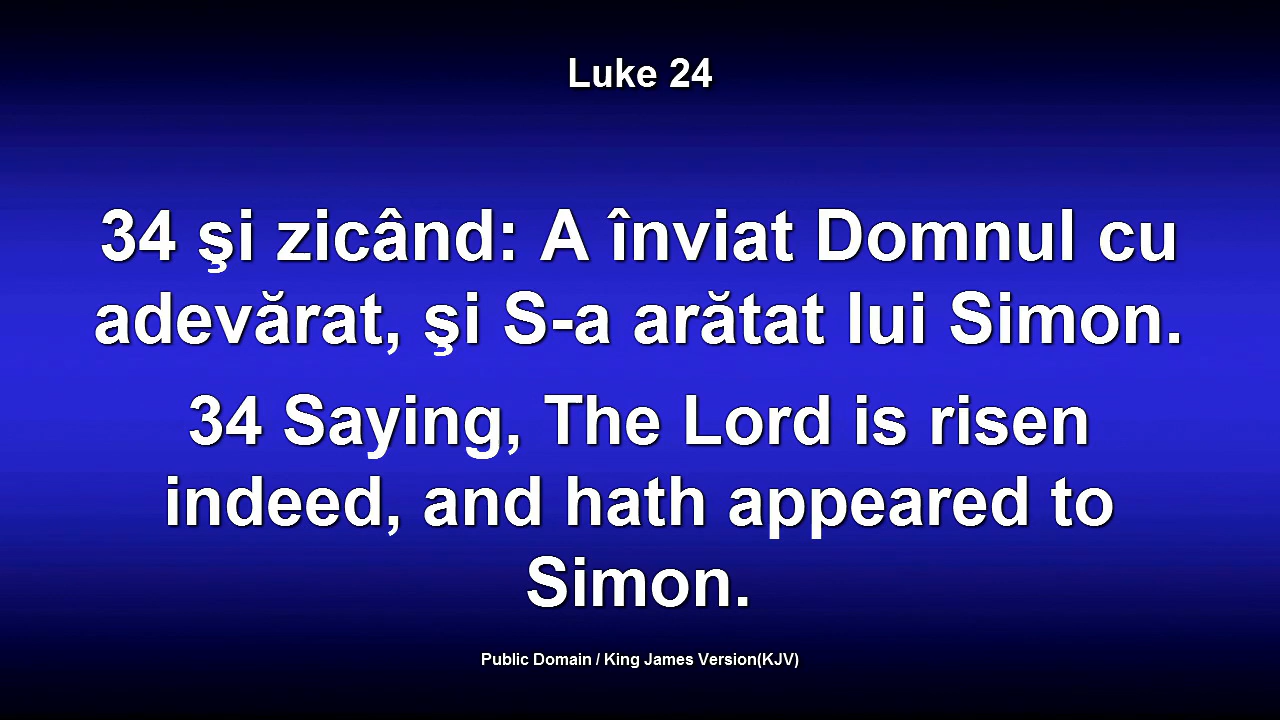 Luke 24
34 şi zicând: A înviat Domnul cu
adevărat, şi S-a arătat lui Simon.
34 Saying, The Lord is risen
indeed, and hath appeared to
Simon.
Public Domain / King James Version(KJV)